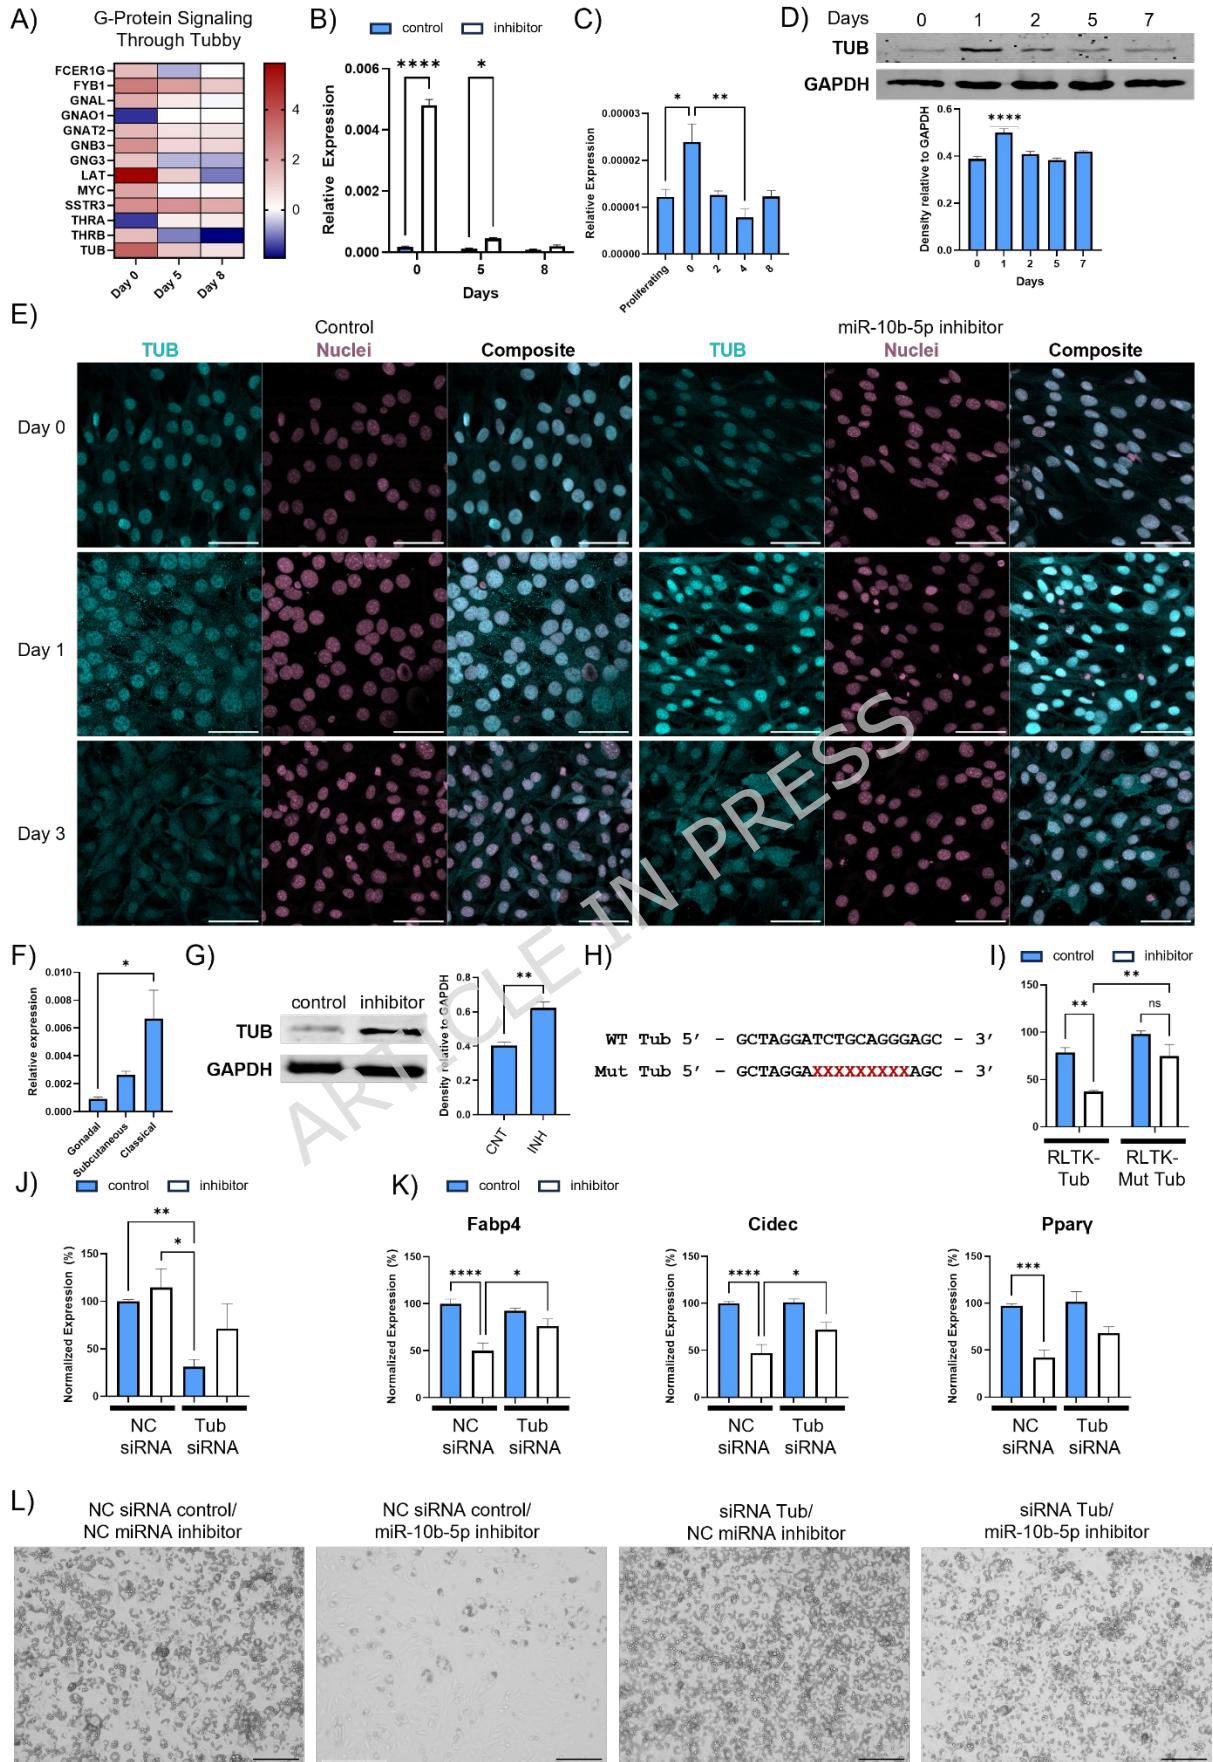 A)
G-Protein Signaling
Through Tubby
FCER1G
FYB1
GNAL
GNAO1
GNAT2
GNB3
GNG3
LAT
MYC
SSTR3
THRA
THRB
TUB
Day 0
Day 5
Day 8
4
2
0
B)
control
inhibitor
Relative Expression
0.006
0.004
0.002
0.000
****
*
0
5
8
Days
C)
Relative Expression
0.00003
0.00002
0.00001
0.00000
*
**
Proliferating
0
2
4
8
D)
Days 0 1 2 5 7
TUB
GAPDH
Density relative to GAPDH
0.6
0.4
0.2
0.0
****
0 1 2 5 7
Days
E)
Control
miR-10b-5p inhibitor
TUB Nuclei Composite TUB Nuclei Composite
Day 0
Day 1
Day 3
ARTICLE IN PRESS
F)
Relative expression
0.010
0.008
0.006
0.004
0.002
0.000
*
Gonadal
Subcutaneous
Classical
G)
control inhibitor
TUB
GAPDH
Density relative to GAPDH
0.8
0.6
0.4
0.2
0.0
**
CNT
INH
H)
WT Tub 5′ – GCTAGGATCTGCAGGGAGC – 3′
Mut Tub 5′ – GCTAGGAXXXXXXXXXAGC – 3′
I)
control
inhibitor
150
100
50
0
**
**
ns
RLTK-
Tub
RLTK-
Mut Tub
J)
control
inhibitor
Normalized Expression (%)
150
100
50
0
**
*
NC
siRNA
Tub
siRNA
K)
control
inhibitor
Fabp4
Normalized Expression (%)
150
100
50
0
****
*
NC
siRNA
Tub
siRNA
Cidec
Normalized Expression (%)
150
100
50
0
****
*
NC
siRNA
Tub
siRNA
Pparγ
Normalized Expression (%)
150
100
50
0
***
NC
siRNA
Tub
siRNA
L)
NC siRNA control/
NC miRNA inhibitor
NC siRNA control/
miR-10b-5p inhibitor
siRNA Tub/
NC miRNA inhibitor
siRNA Tub/
miR-10b-5p inhibitor